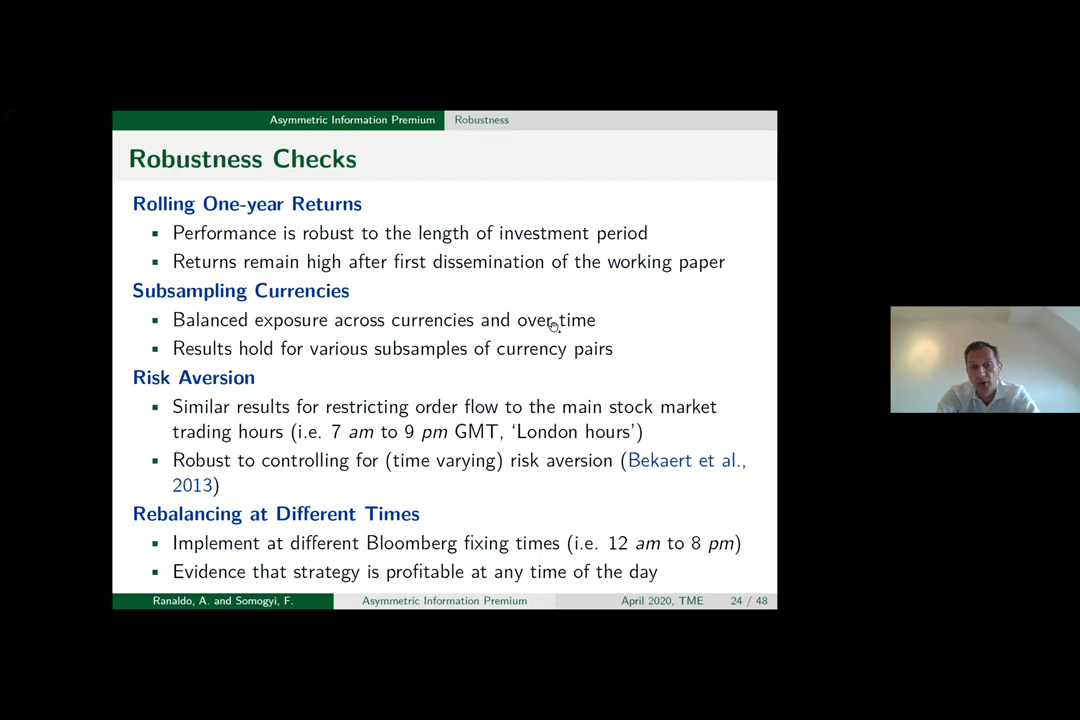 Asymmetric Information Premium Robustness
Robustness Checks
Rolling One-year Returns
▪ Performance is robust to the length of investment period
▪ Returns remain high after first dissemination of the working paper
Subsampling Currencies
▪ Balanced exposure across currencies and over time
▪ Results hold for various subsamples of currency pairs
Risk Aversion
▪ Similar results for restricting order flow to the main stock market
trading hours (i.e. 7 am to 9 pm GMT, ‘London hours’)
▪ Robust to controlling for (time varying) risk aversion (Bekaert et al.,
2013)
Rebalancing at Different Times
▪ Implement at different Bloomberg fixing times (i.e. 12 am to 8 pm)
▪ Evidence that strategy is profitable at any time of the day
Ranaldo, A. and Somogyi, F. Asymmetric Information Premium April 2020, TME 24 / 48